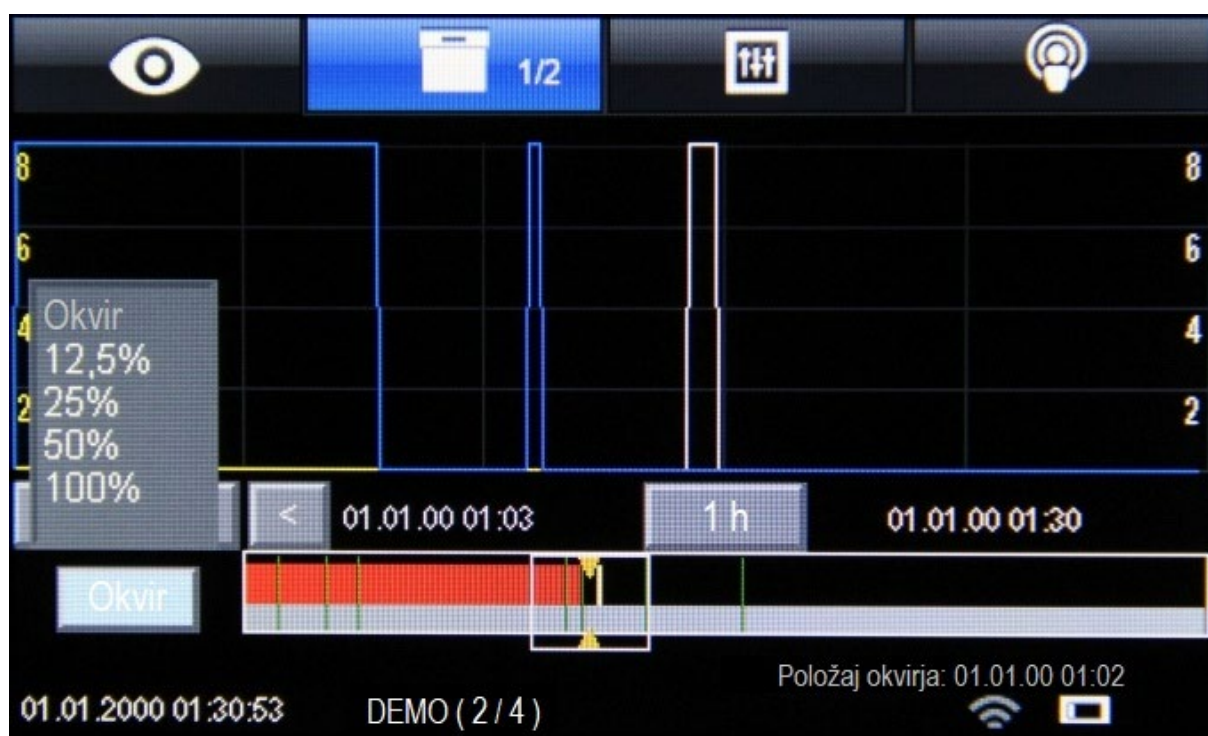 1/2
8 8
6 6
Okvir
4 4
12,5%
2 25% 2
50%
100%
< 01.01.00 01:03 1 h 01.01.00 01:30
Okvir
Položaj okvirja: 01.01.00 01:02
01.01.2000 01:30:53 DEMO ( 2 / 4 )